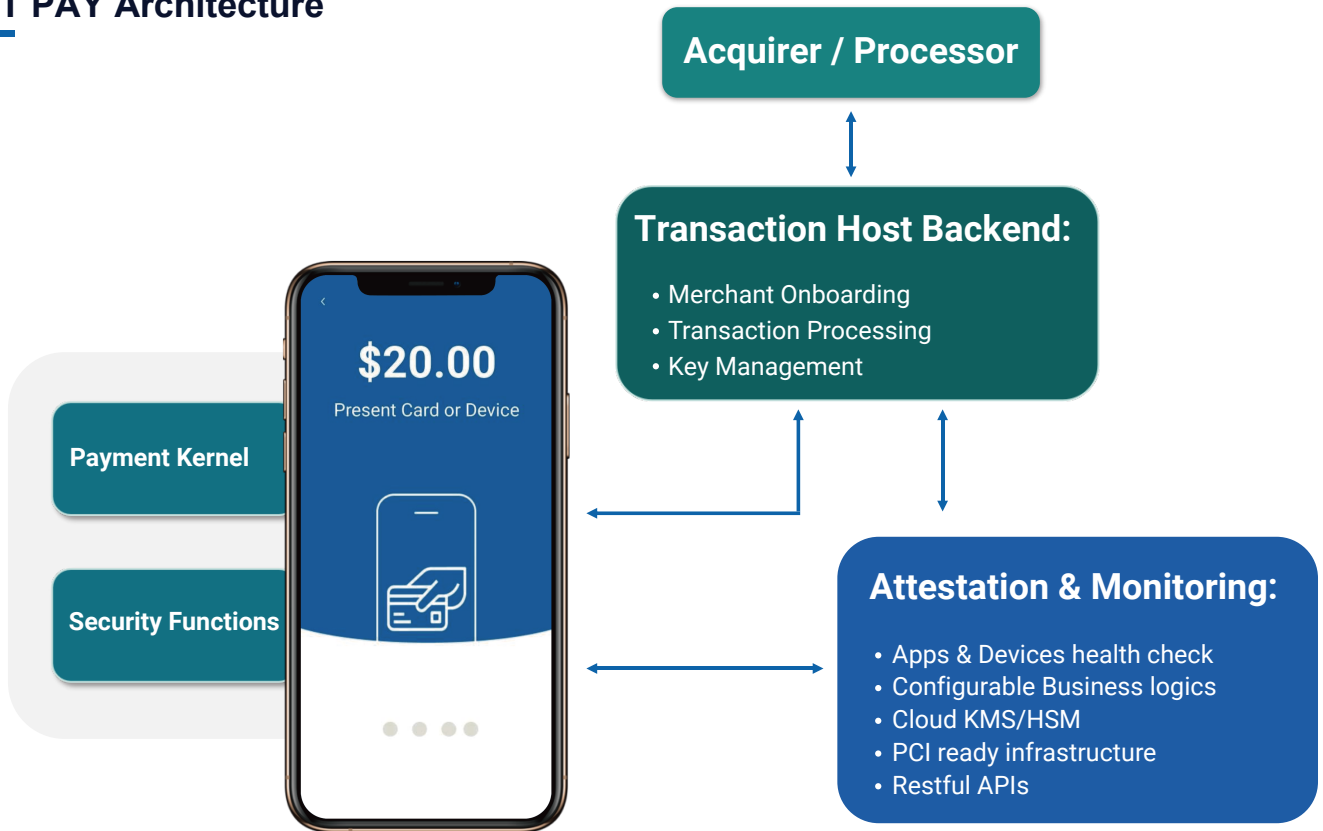 PAY Architecture
Acquirer / Processor
Transaction Host Backend:
• Merchant Onboarding
• Transaction Processing
• Key Management
$20.00
Present Card or Device
Payment Kernel
Security Functions
Attestation & Monitoring:
• Apps & Devices health check
• Configurable Business logics
• Cloud KMS/HSM
• PCI ready infrastructure
• Restful APIs